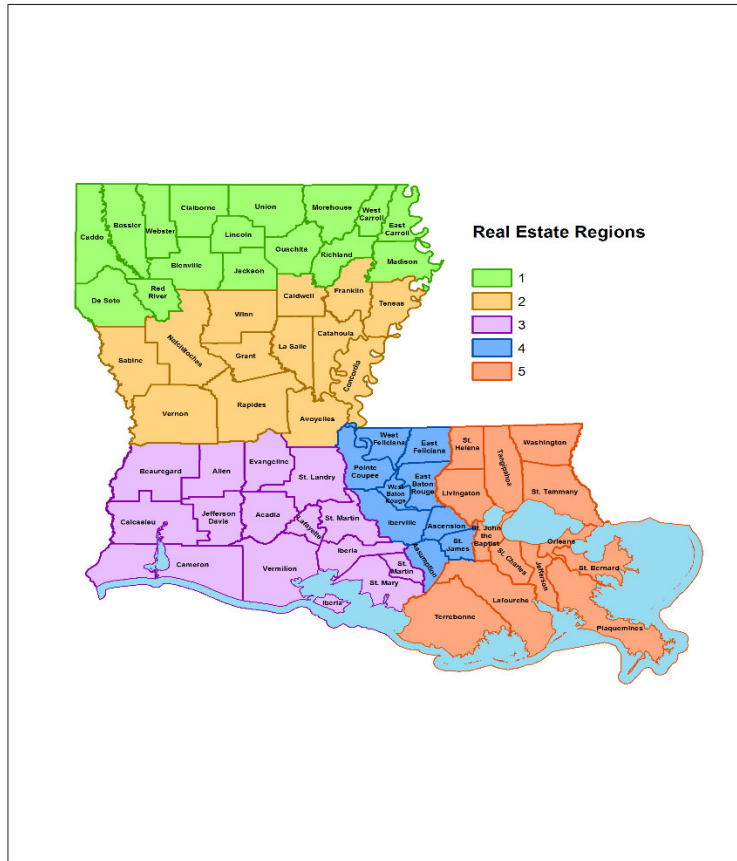 Real Estate Regions
1
2
3
4
5
Caddo
Bossier
Webster
Claiborne
Union
Morehouse
West
Carroll
East
Carroll
Lincoln
Ouachita
Richland
Madison
Bienville
Jackson
De Soto
Red
River
Caldwell
Franklin
Teneas
Winn
Natchitoches
Sabine
Grant
La Salle
Catahoula
Concordia
Vernon
Rapides
Avoyelles
Beauregard
Allen
Evangeline
St. Landry
Calcasieu
Jefferson
Davis
Acadia
Lafayette
St. Martin
Iberia
Cameron
Vermilion
St.
Martin
St. Mary
Iberia
West
Feliciana
East
Feliciana
Pointe
Coupee
West
Baton
Rouge
East
Baton
Rouge
Iberville
Ascension
St.
James
Assumption
St.
Helena
Tangipahoa
Washington
Livingston
St. Tammany
St. John
the
Baptist
St. Charles
Jefferson
Orleans
St. Bernard
Plaquemines
Lafourche
Terrebonne